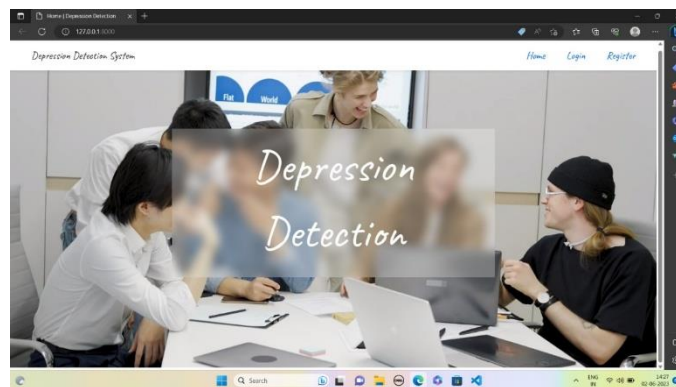 Home | Depression Detection
127.0.0.1:8000
Depression Detection System
Home Login Register
Flat World
Depression
Detection
Search
ENG
IN
14:27
02-06-2023